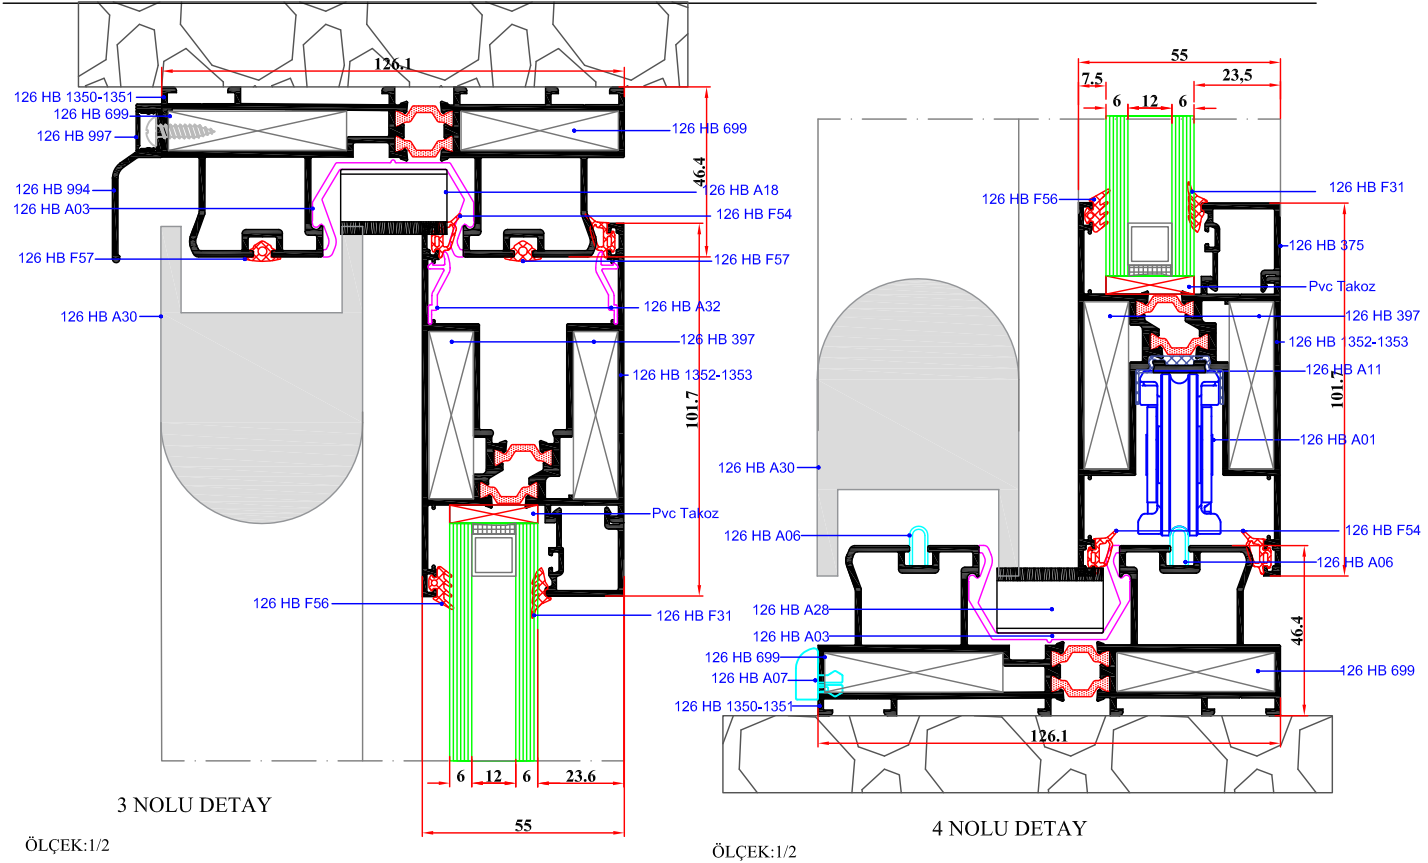 126.1
126 HB 1350-1351
126 HB 699
126 HB 997
126 HB 699
46.4
126 HB 994
126 HB A03
126 HB A18
126 HB F54
126 HB F57
126 HB F57
126 HB A30
126 HB A32
126 HB 397
126 HB 1352-1353
101.7
Pvc Takoz
126 HB F56
126 HB F31
6
12
6
23.6
55
3 NOLU DETAY
ÖLÇEK:1/2
55
7.5
23,5
6
12
6
126 HB F56
126 HB F31
126 HB 375
Pvc Takoz
126 HB 397
126 HB 1352-1353
126 HB A11
101.7
126 HB A01
126 HB A30
126 HB A06
126 HB F54
126 HB A06
126 HB A28
126 HB A03
46.4
126 HB 699
126 HB A07
126 HB 699
126 HB 1350-1351
126.1
4 NOLU DETAY
ÖLÇEK:1/2